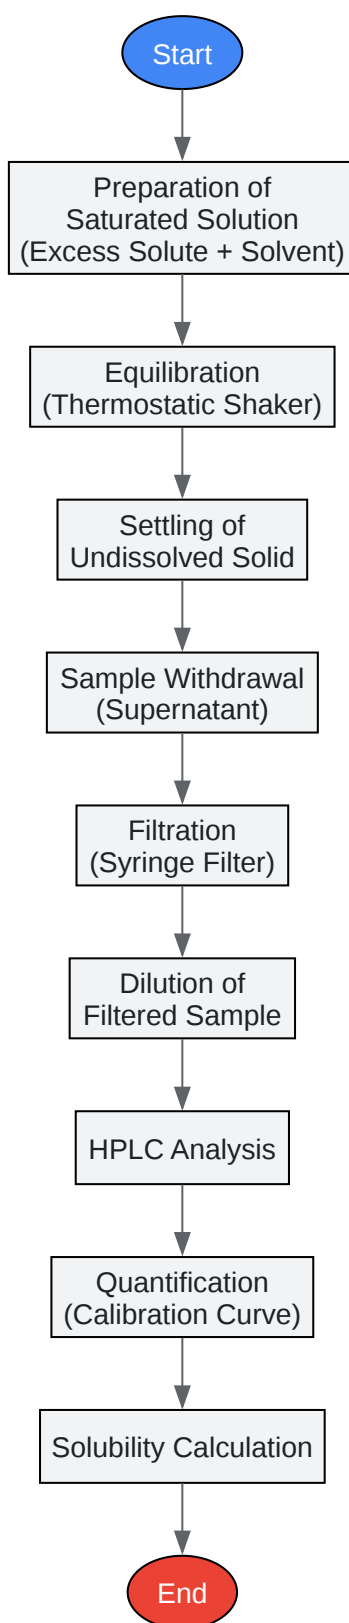 Start
Preparation of
Saturated Solution
(Excess Solute + Solvent)
Equilibration
(Thermostatic Shaker)
Settling of
Undissolved Solid
Sample Withdrawal
(Supernatant)
Filtration
(Syringe Filter)
Dilution of
Filtered Sample
HPLC Analysis
Quantification
(Calibration Curve)
Solubility Calculation
End